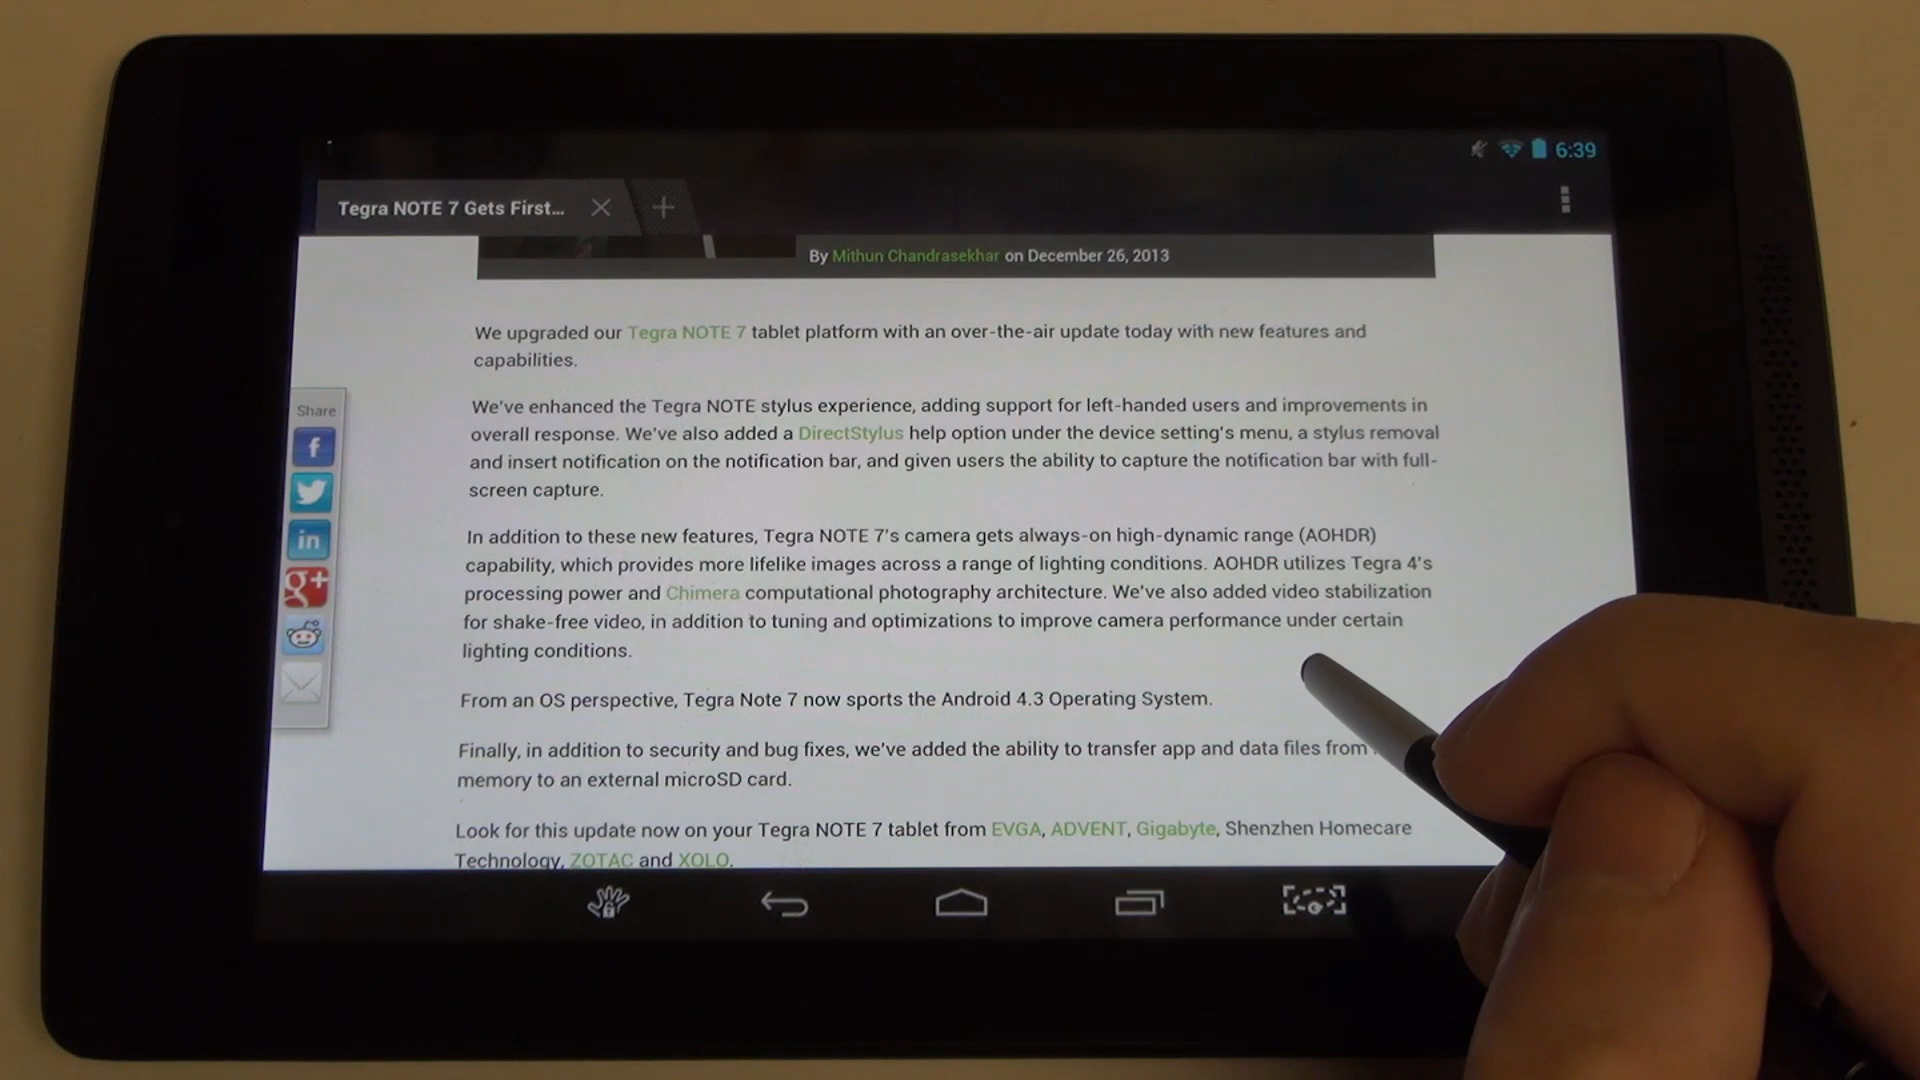 6:39
Tegra NOTE 7 Gets First...
By Mithun Chandrasekhar on December 26, 2013
We upgraded our Tegra NOTE 7 tablet platform with an over-the-air update today with new features and
capabilities.
Share
We've enhanced the Tegra NOTE stylus experience, adding support for left-handed users and improvements in
overall response. We've also added a DirectStylus help option under the device setting's menu, a stylus removal
and insert notification on the notification bar, and given users the ability to capture the notification bar with full-
screen capture.
f
in
g+
In addition to these new features, Tegra NOTE 7's camera gets always-on high-dynamic range (AOHDR)
capability, which provides more lifelike images across a range of lighting conditions. AOHDR utilizes Tegra 4's
processing power and Chimera computational photography architecture. We've also added video stabilization
for shake-free video, in addition to tuning and optimizations to improve camera performance under certain
lighting conditions.
From an OS perspective, Tegra Note 7 now sports the Android 4.3 Operating System.
Finally, in addition to security and bug fixes, we've added the ability to transfer app and data files from
memory to an external microSD card.
Look for this update now on your Tegra NOTE 7 tablet from EVGA, ADVENT, Gigabyte, Shenzhen Homecare
Technology, ZOTAC and XOLO.